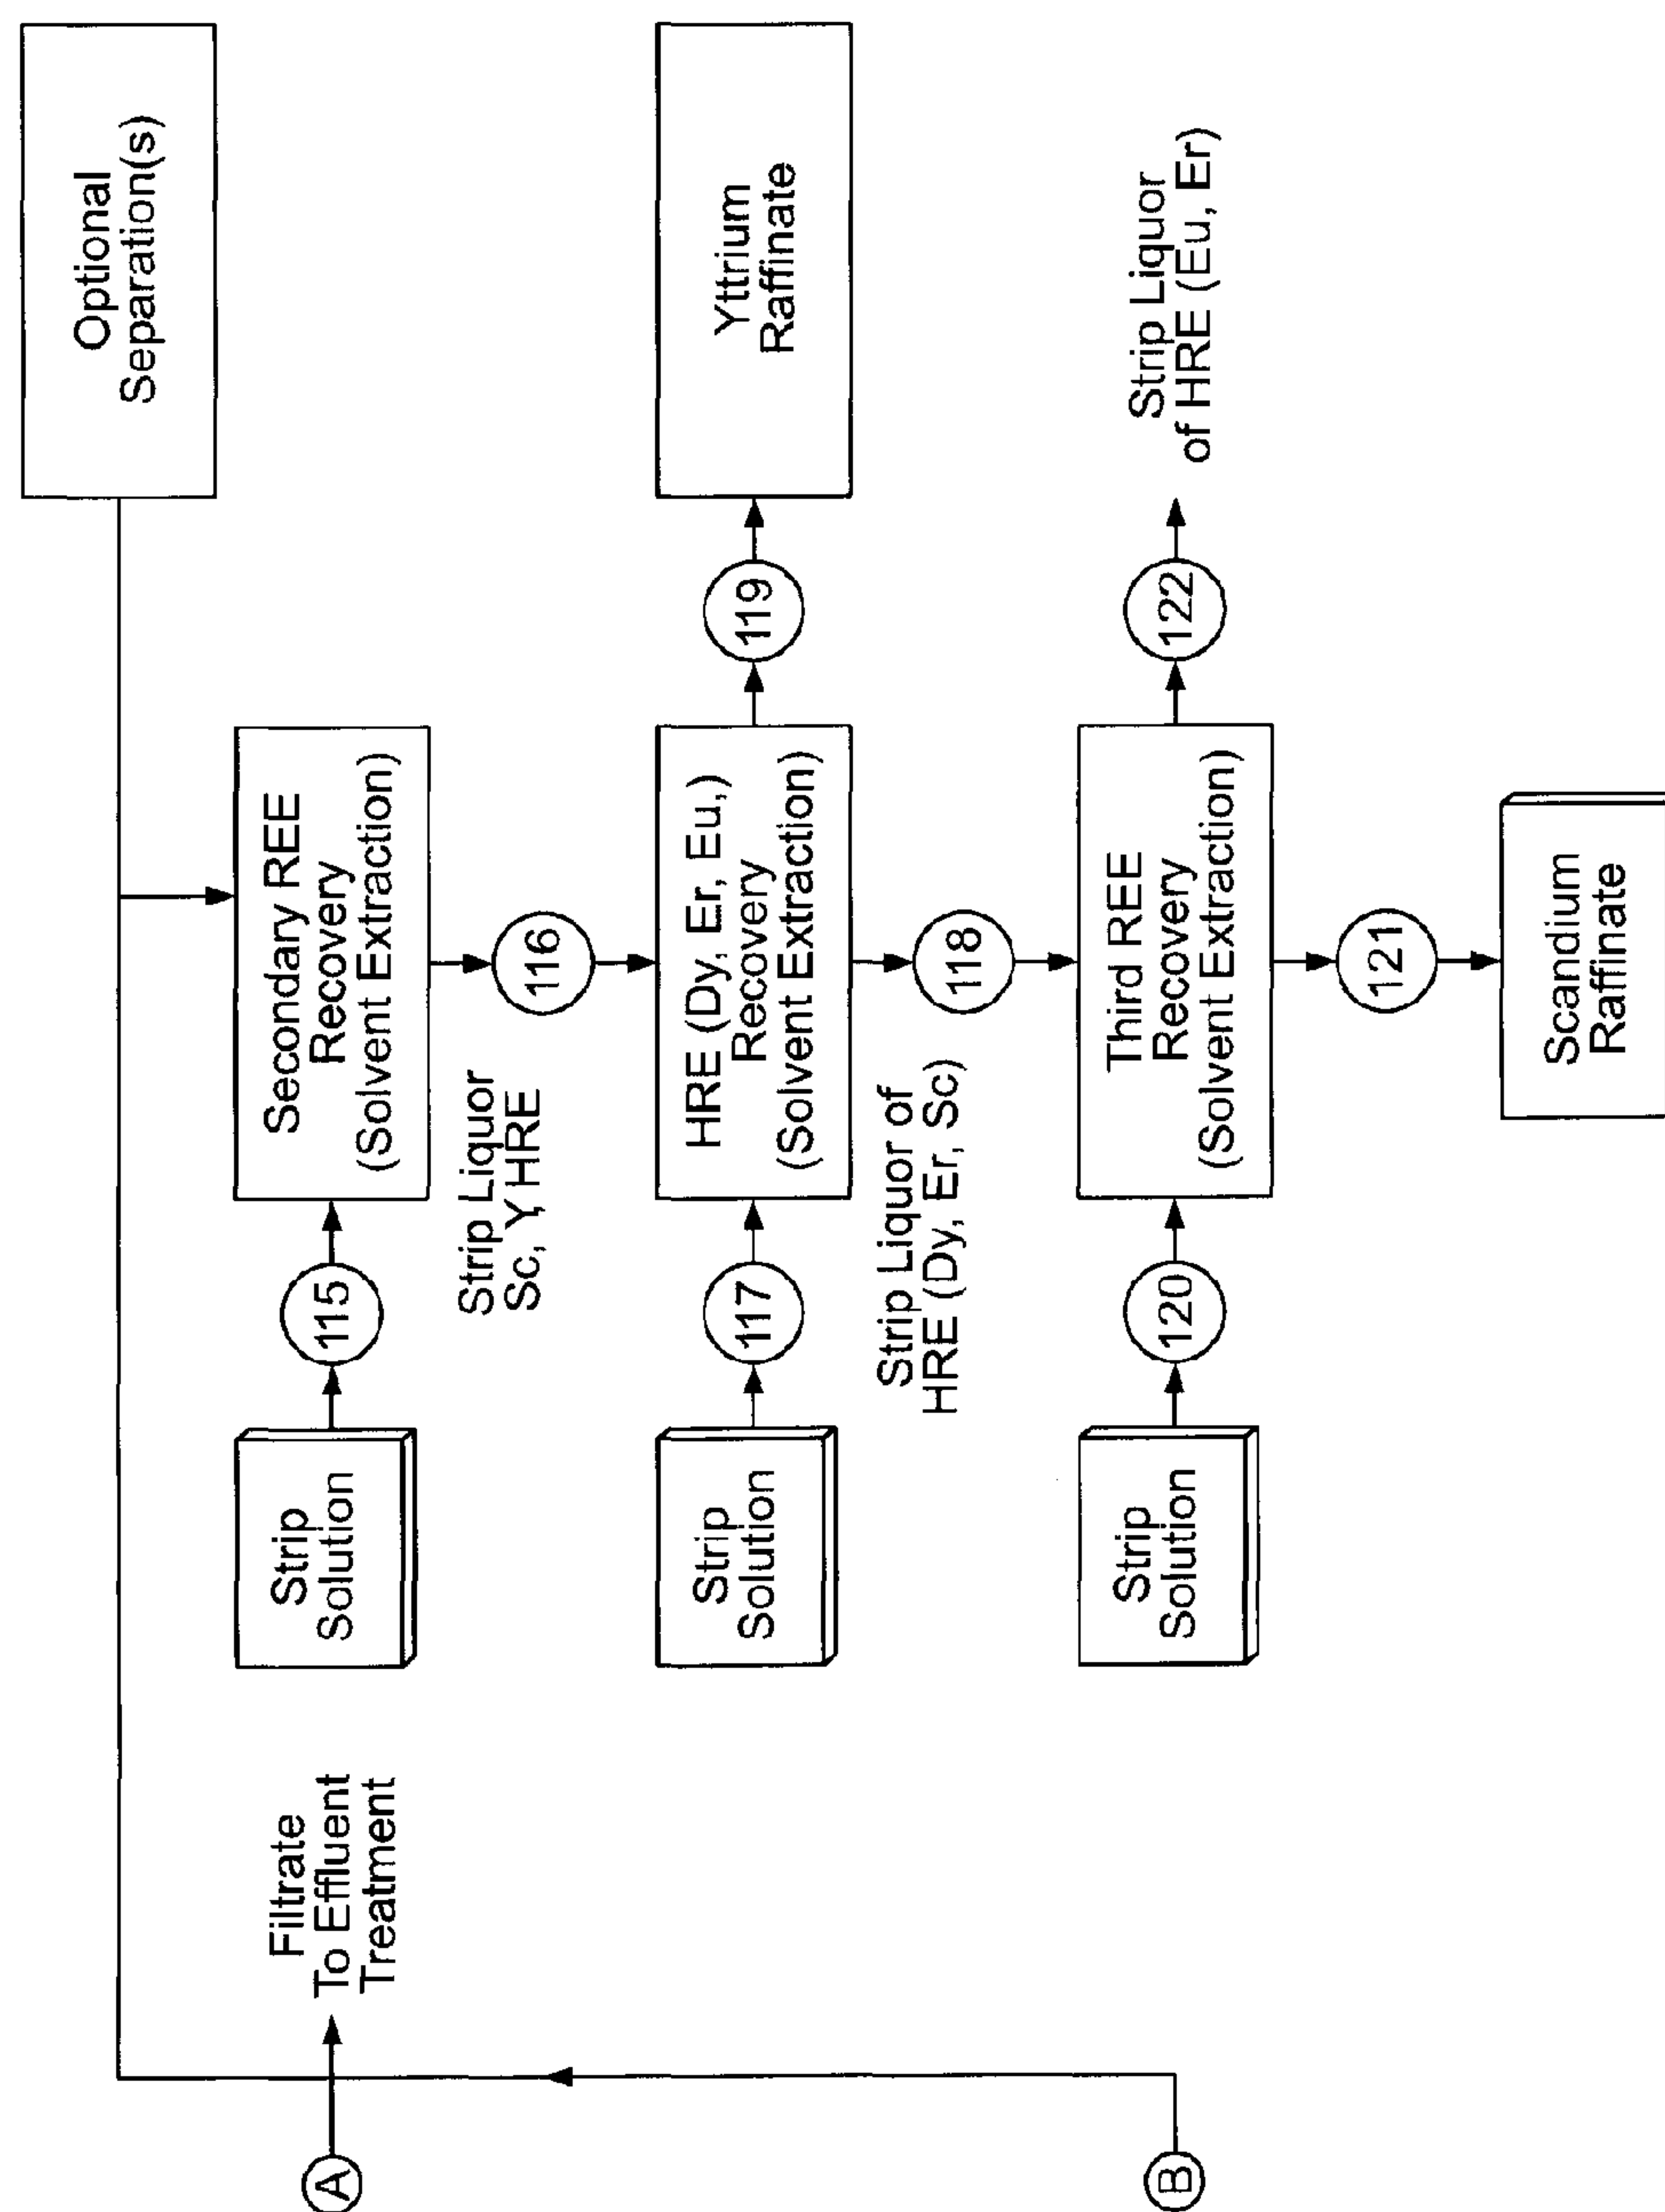 Optional
Separation(s)
A
Filtrate
To Effluent
Treatment
Strip
Solution
115
Secondary REE
Recovery
(Solvent Extraction)
Strip Liquor
Sc, Y, HRE
116
Strip
Solution
117
HRE (Dy, Er, Eu,)
Recovery
(Solvent Extraction)
119
Yttrium
Raffinate
Strip Liquor of
HRE (Dy, Er, Sc)
118
B
Strip
Solution
120
Third REE
Recovery
(Solvent Extraction)
122
Strip Liquor
of HRE (Eu, Er)
121
Scandium
Raffinate